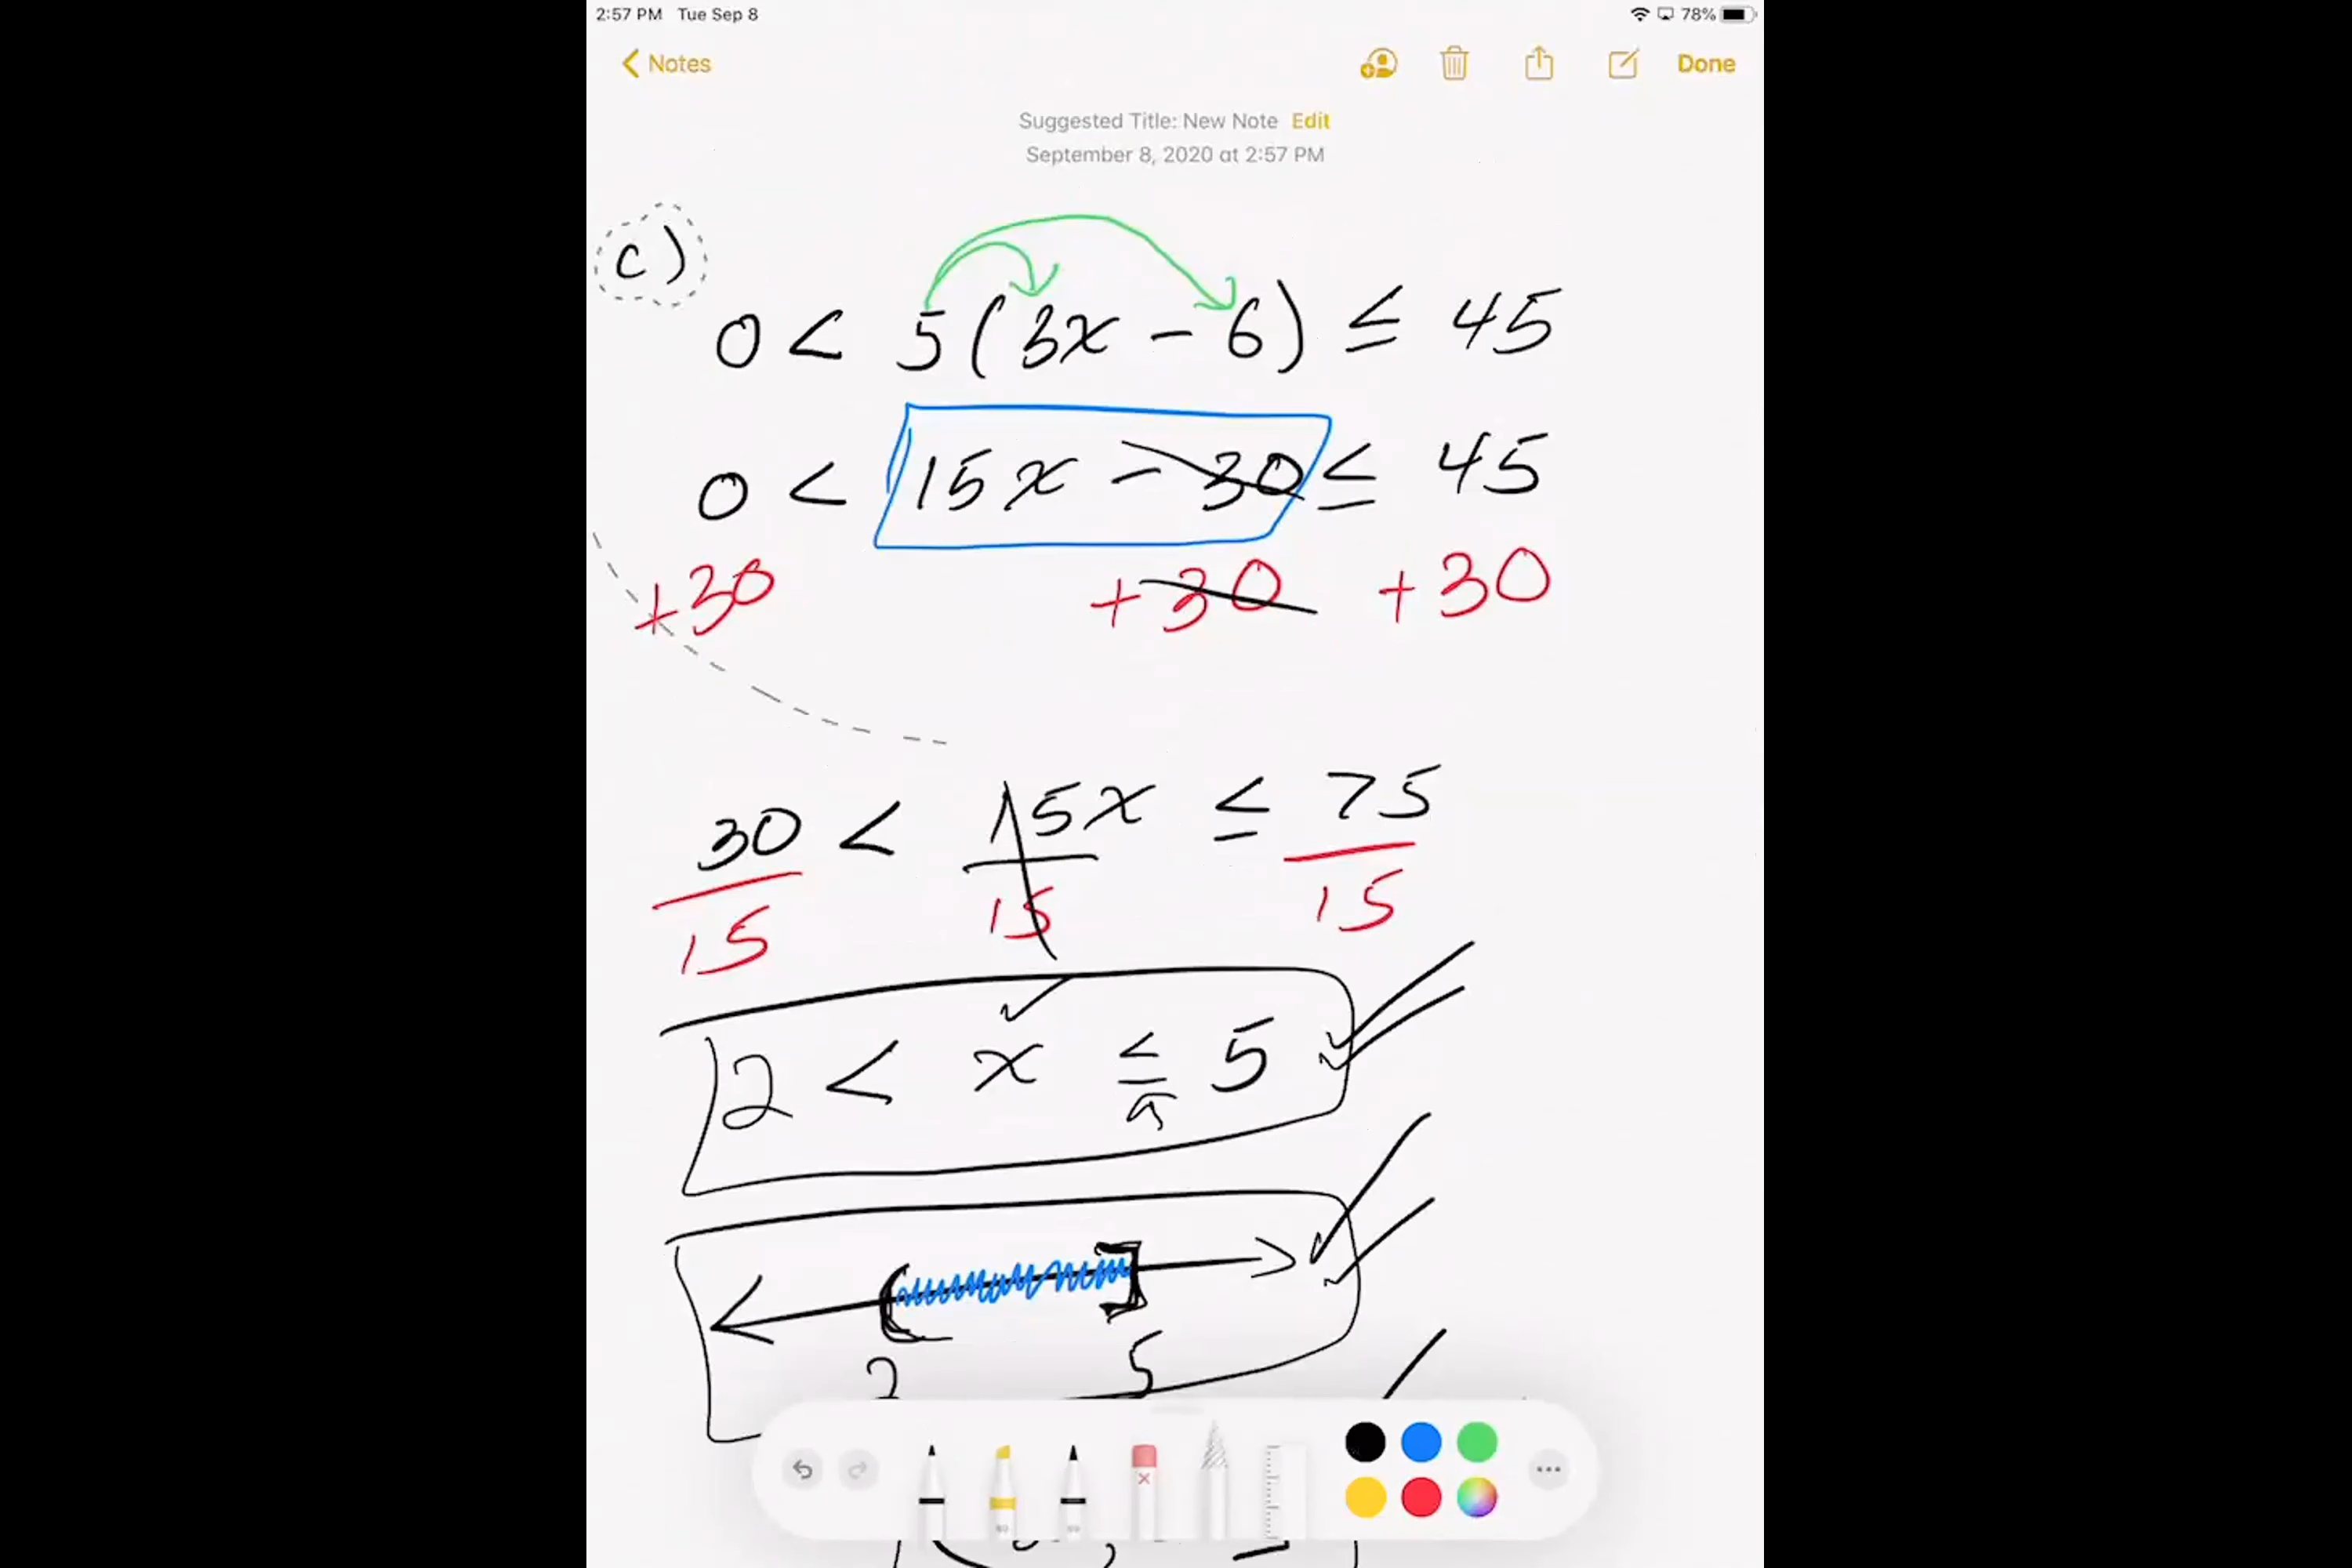 2:57 PM Tue Sep 8 78%
Notes Done
Suggested Title: New Note Edit
September 8, 2020 at 2:57 PM
c)
0 < 5(3x - 6) ≤ 45
0 < 15x - 30 ≤ 45
+30 +30 +30
30 < 15x ≤ 75
15 15 15
2 < x ≤ 5
( ]
2 5